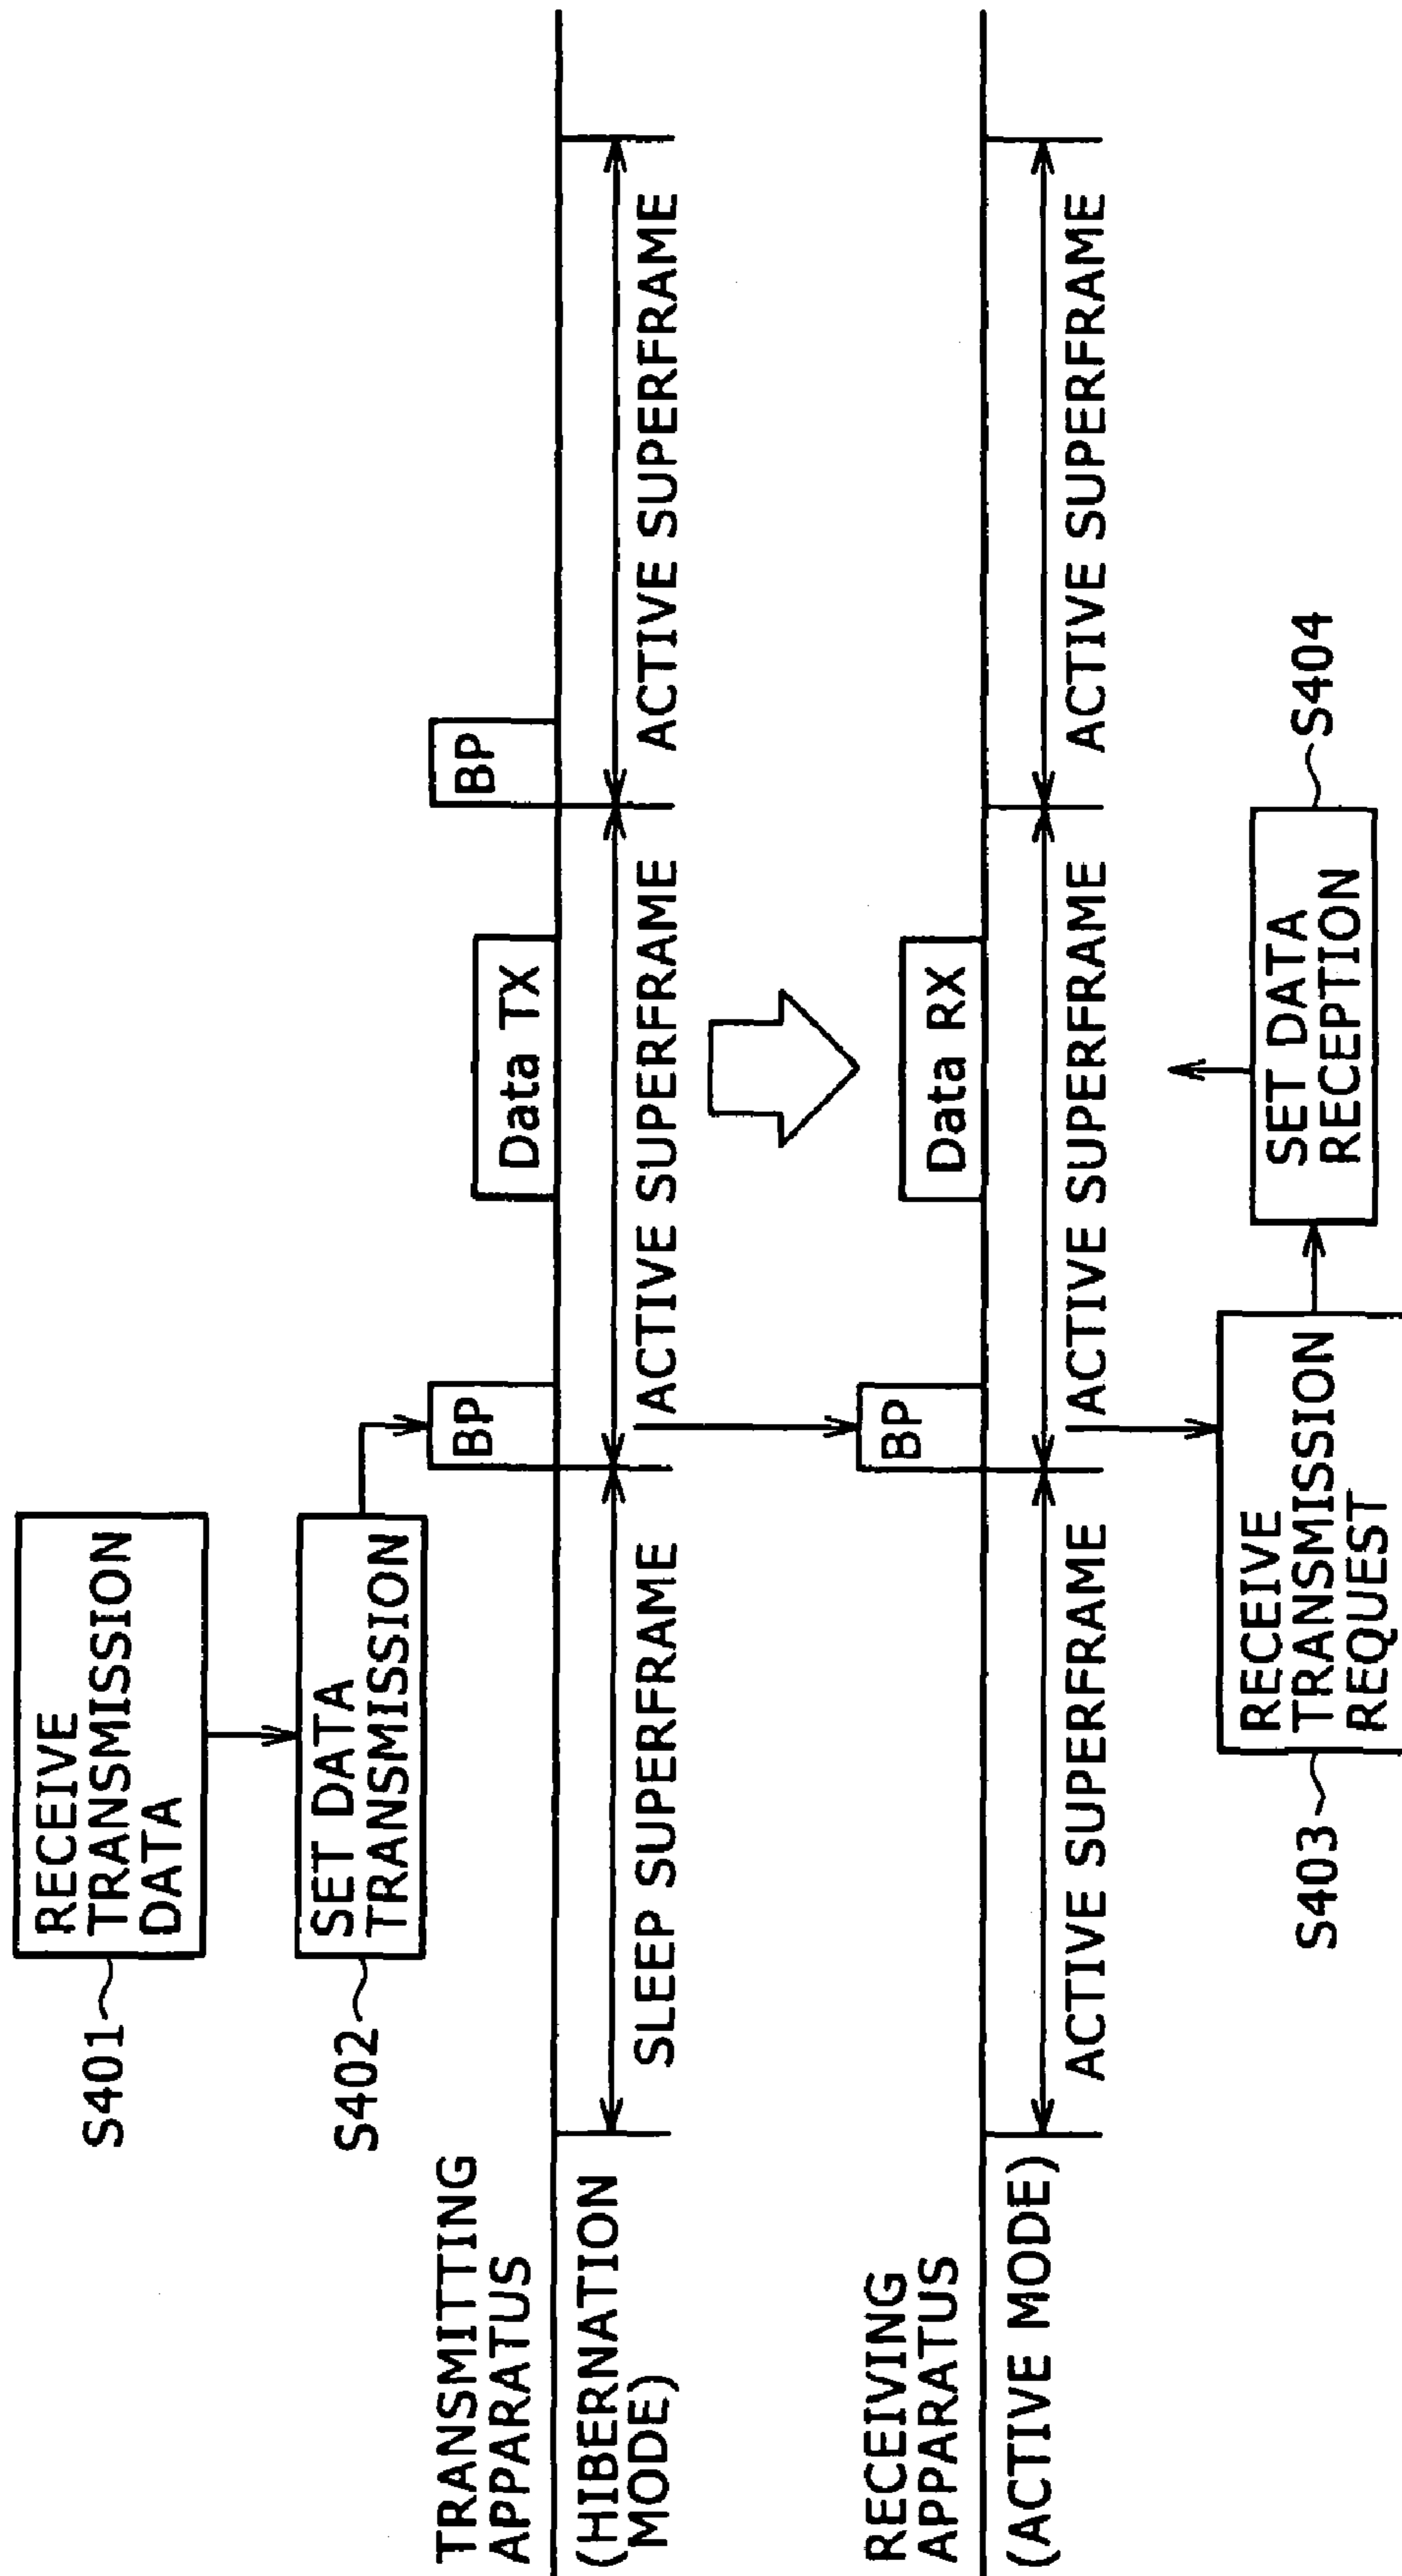 S401
RECEIVE
TRANSMISSION
DATA
S402
SET DATA
TRANSMISSION
TRANSMITTING
APPARATUS
(HIBERNATION
MODE)
BP
Data TX
BP
SLEEP SUPERFRAME
ACTIVE SUPERFRAME
ACTIVE SUPERFRAME
RECEIVING
APPARATUS
(ACTIVE MODE)
BP
Data RX
ACTIVE SUPERFRAME
ACTIVE SUPERFRAME
ACTIVE SUPERFRAME
S403
RECEIVE
TRANSMISSION
REQUEST
SET DATA
RECEPTION
S404